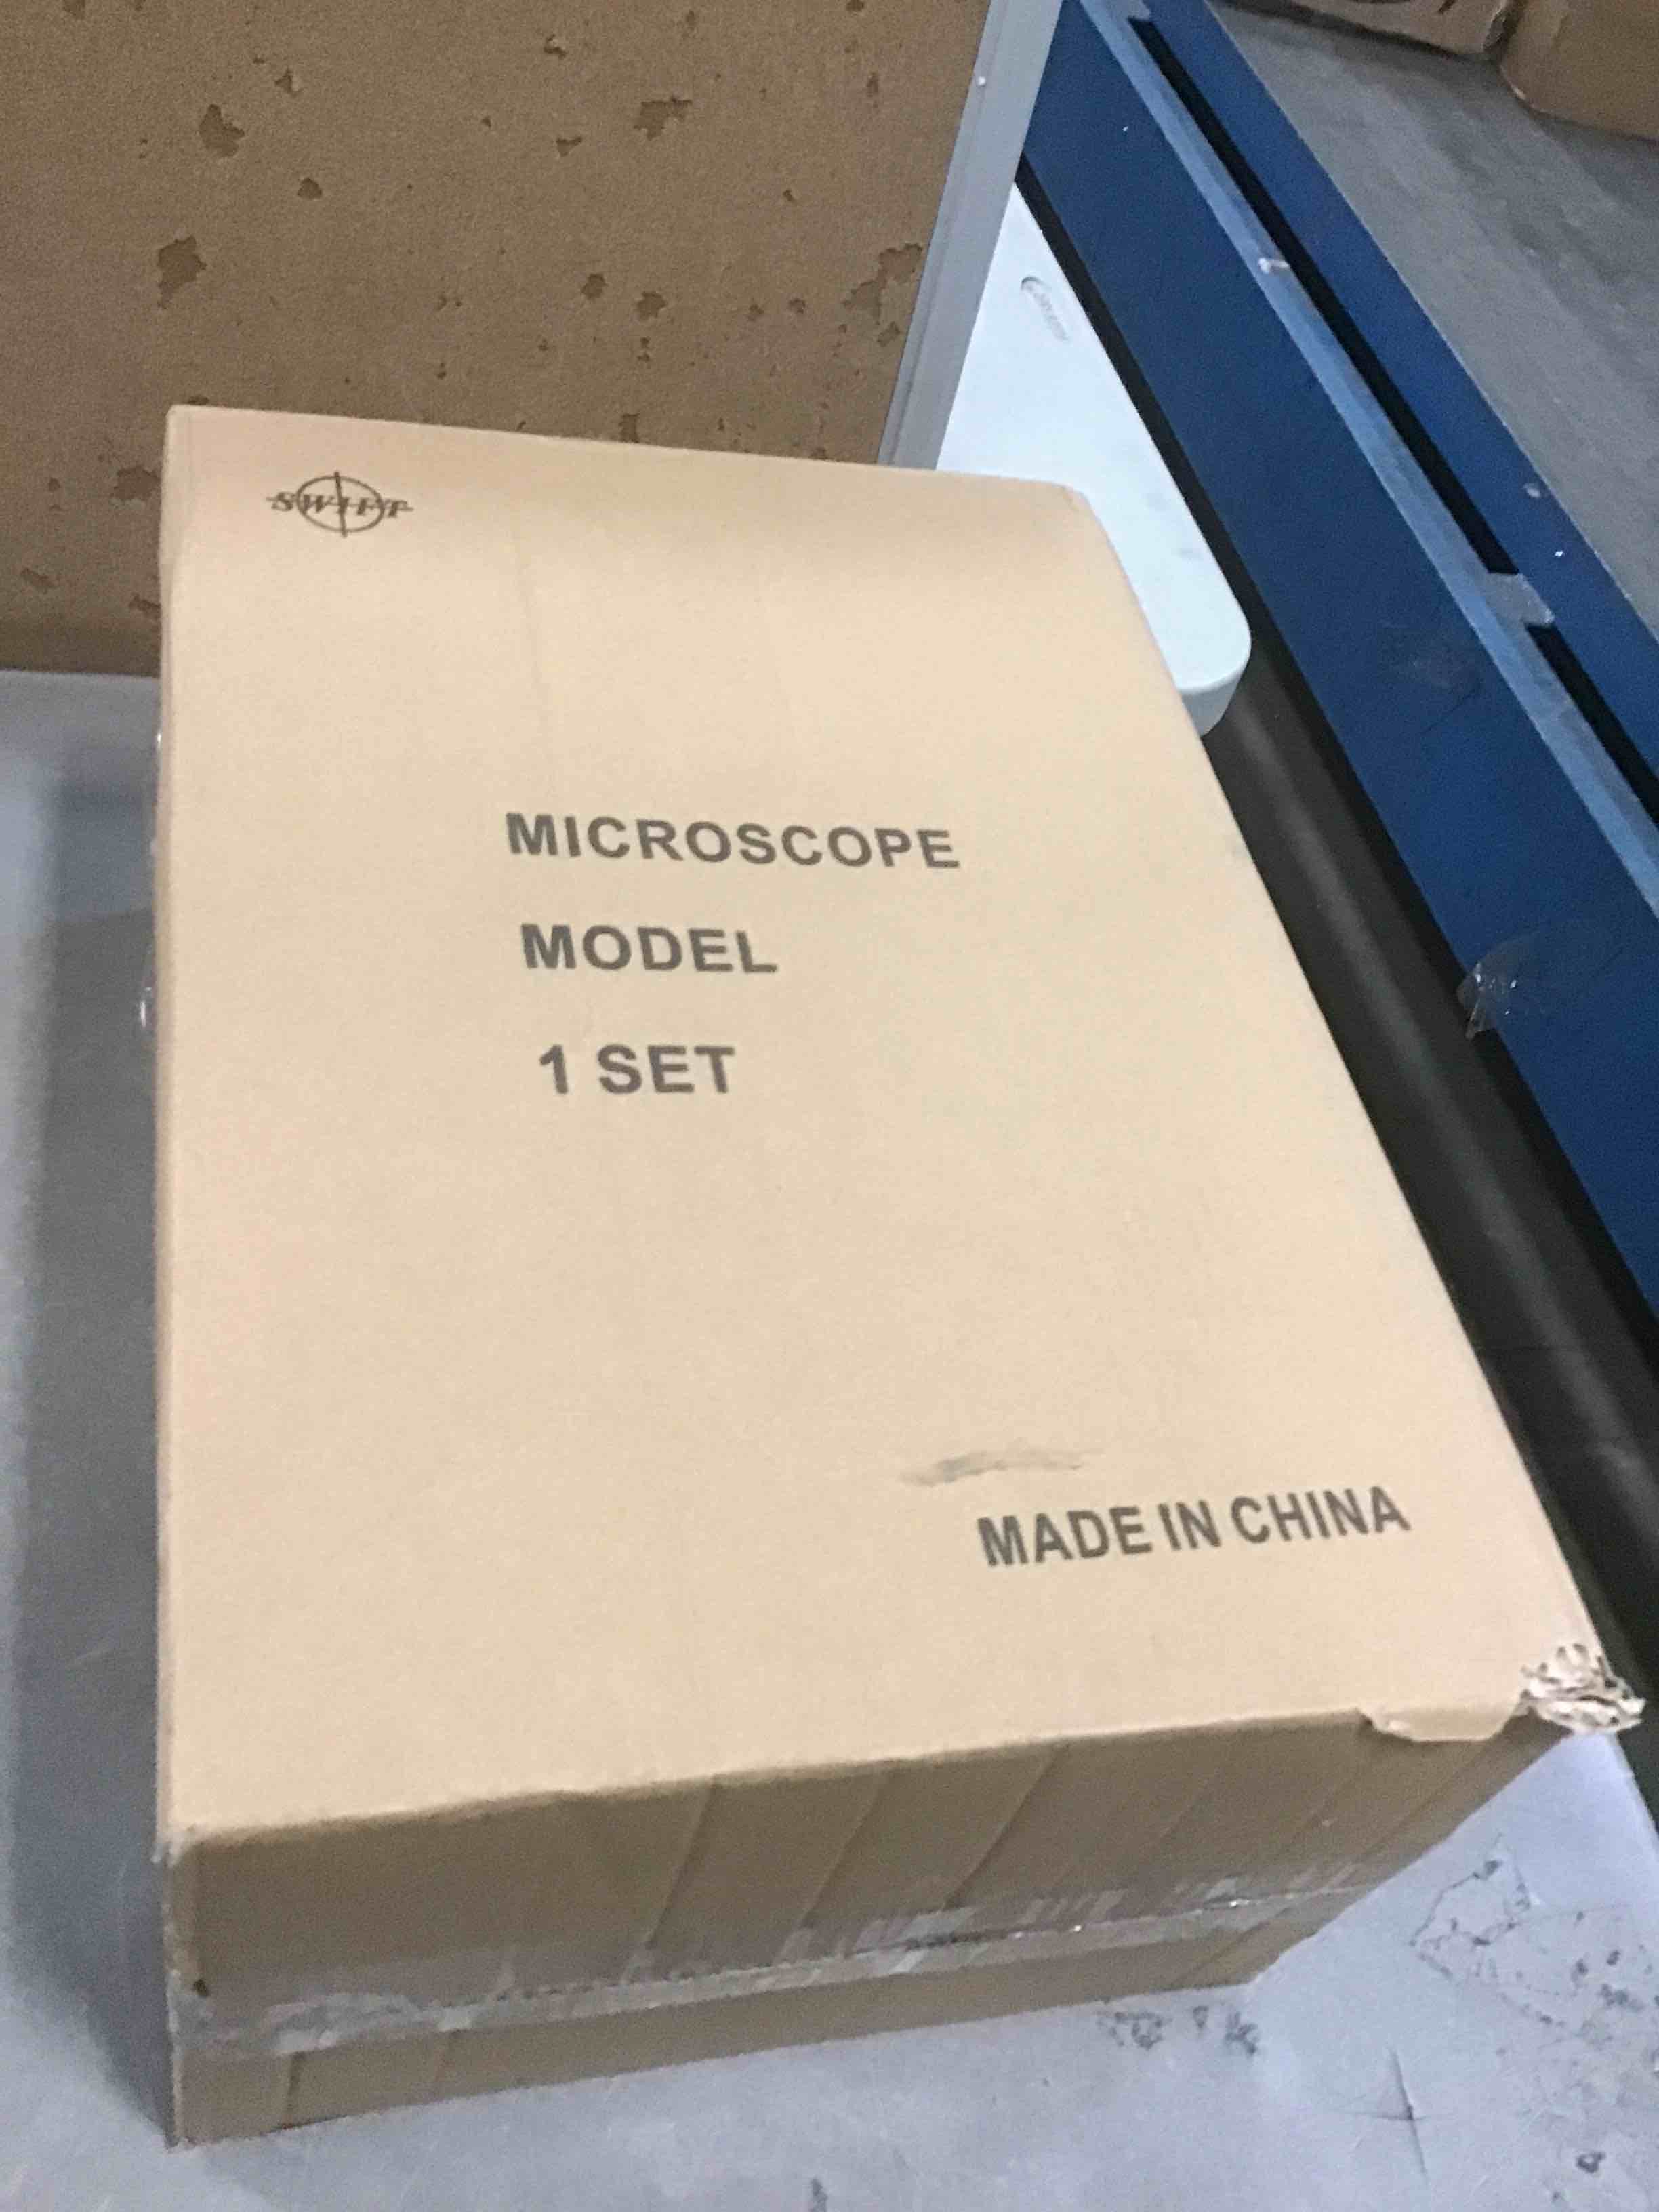 SWIFT
MICROSCOPE
MODEL
1 SET
MADE IN CHINA